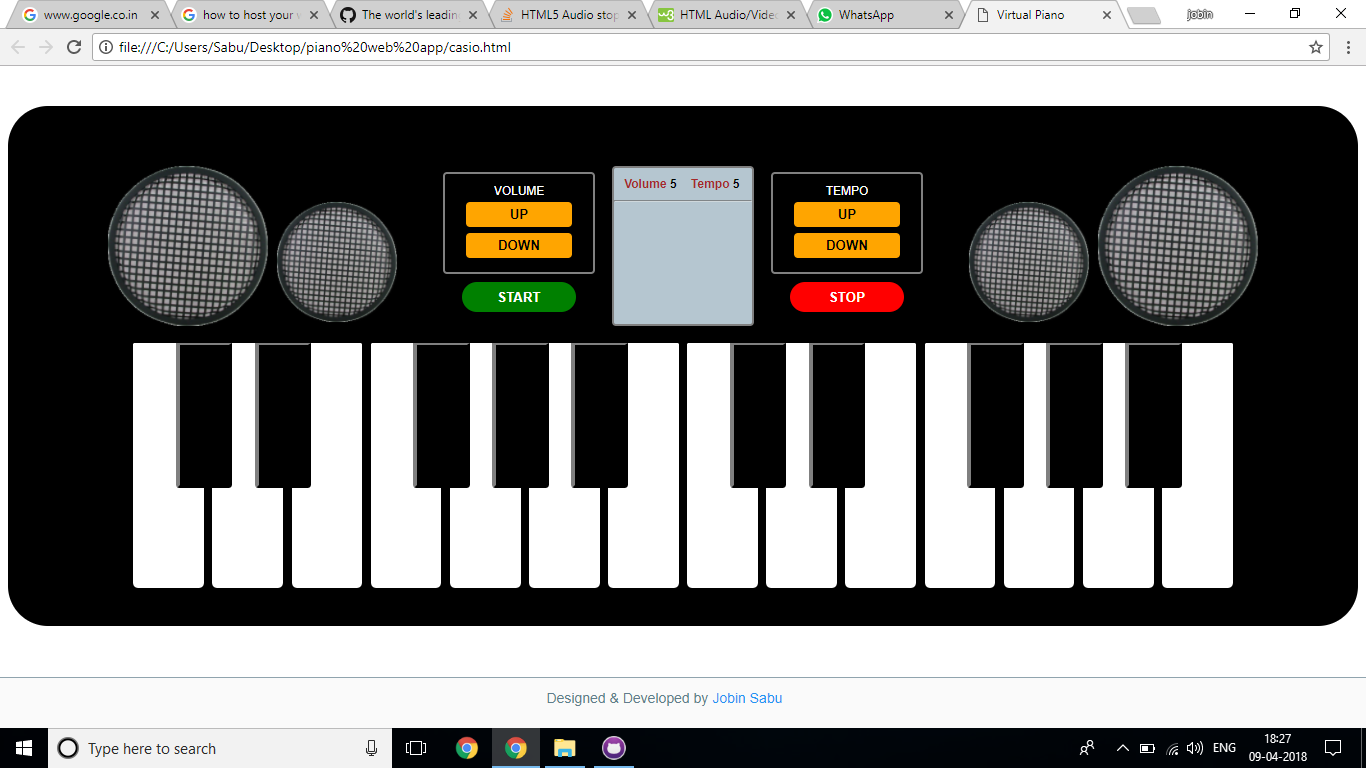 www.google.co.in
how to host your w
The world's leading
HTML5 Audio stop
HTML Audio/Video
WhatsApp
Virtual Piano
jobin
file:///C:/Users/Sabu/Desktop/piano%20web%20app/casio.html
VOLUME
UP
DOWN
START
Volume 5 Tempo 5
TEMPO
UP
DOWN
STOP
Designed & Developed by Jobin Sabu
Type here to search
ENG
18:27
09-04-2018